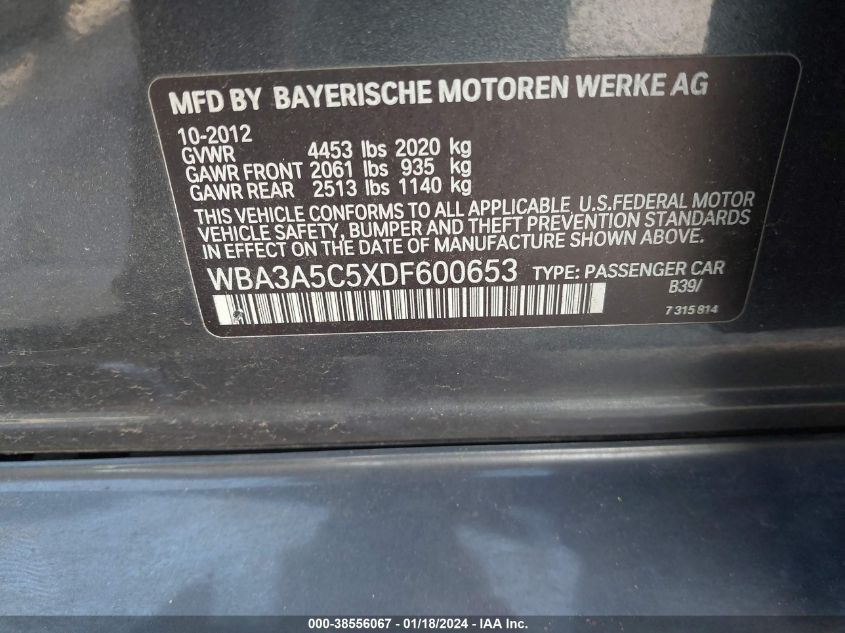 MFD BY BAYERISCHE MOTOREN WERKE AG
10-2012
GVWR 4453 lbs 2020 kg
GAWR FRONT 2061 lbs 935 kg
GAWR REAR 2513 lbs 1140 kg
THIS VEHICLE CONFORMS TO ALL APPLICABLE U.S.FEDERAL MOTOR
VEHICLE SAFETY, BUMPER AND THEFT PREVENTION STANDARDS
IN EFFECT ON THE DATE OF MANUFACTURE SHOWN ABOVE.
WBA3A5C5XDF600653 TYPE: PASSENGER CAR
B39/
7 315 814
000-38556067 - 01/18/2024 - IAA Inc.